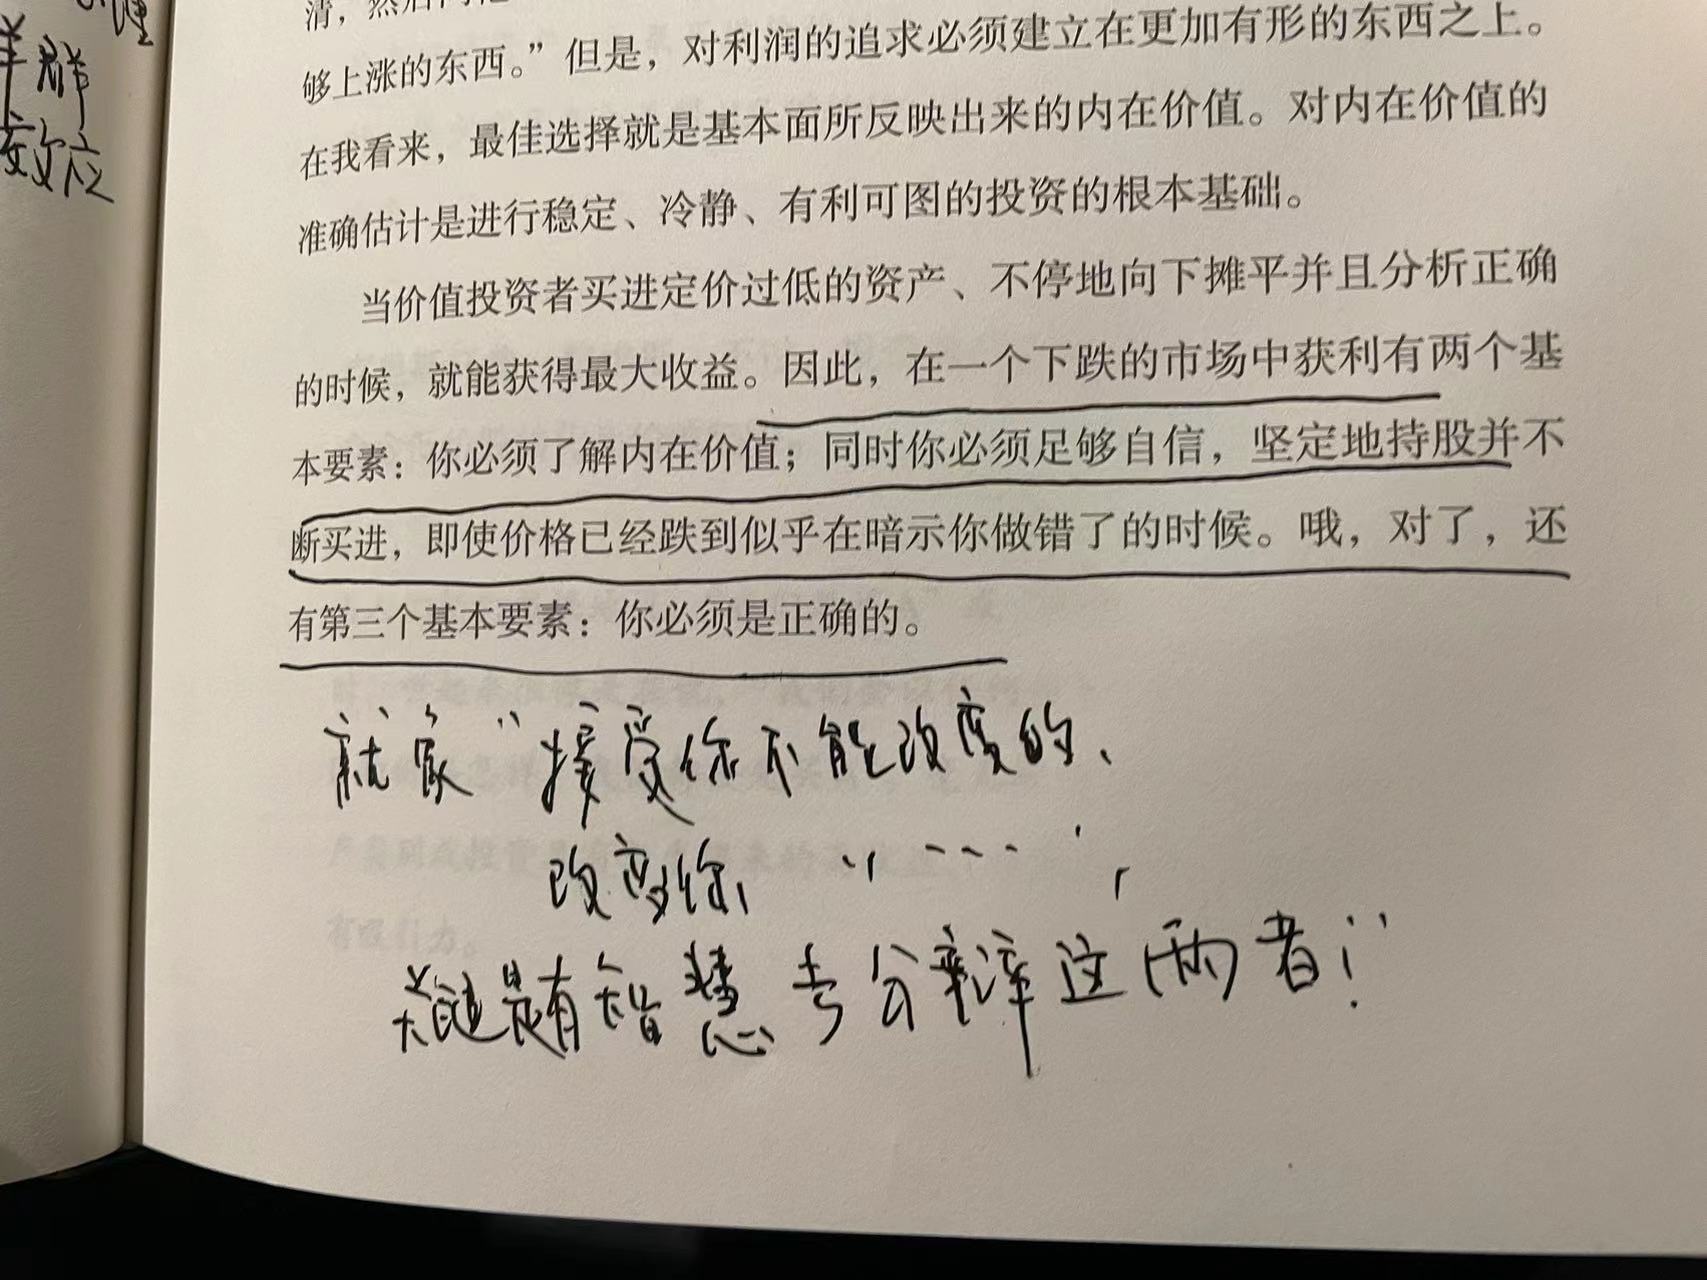 羊群
效应
清，然后
够上涨的东西。”但是，对利润的追求必须建立在更加有形的东西之上。
在我看来，最佳选择就是基本面所反映出来的内在价值。对内在价值的
准确估计是进行稳定、冷静、有利可图的投资的根本基础。
当价值投资者买进定价过低的资产、不停地向下摊平并且分析正确
的时候，就能获得最大收益。因此，在一个下跌的市场中获利有两个基
本要素：你必须了解内在价值；同时你必须足够自信，坚定地持股并不
断买进，即使价格已经跌到似乎在暗示你做错了的时候。哦，对了，还
有第三个基本要素：你必须是正确的。
就像“接受你不能改变的、
改变你、
关键是有智慧去分辨这两者！”